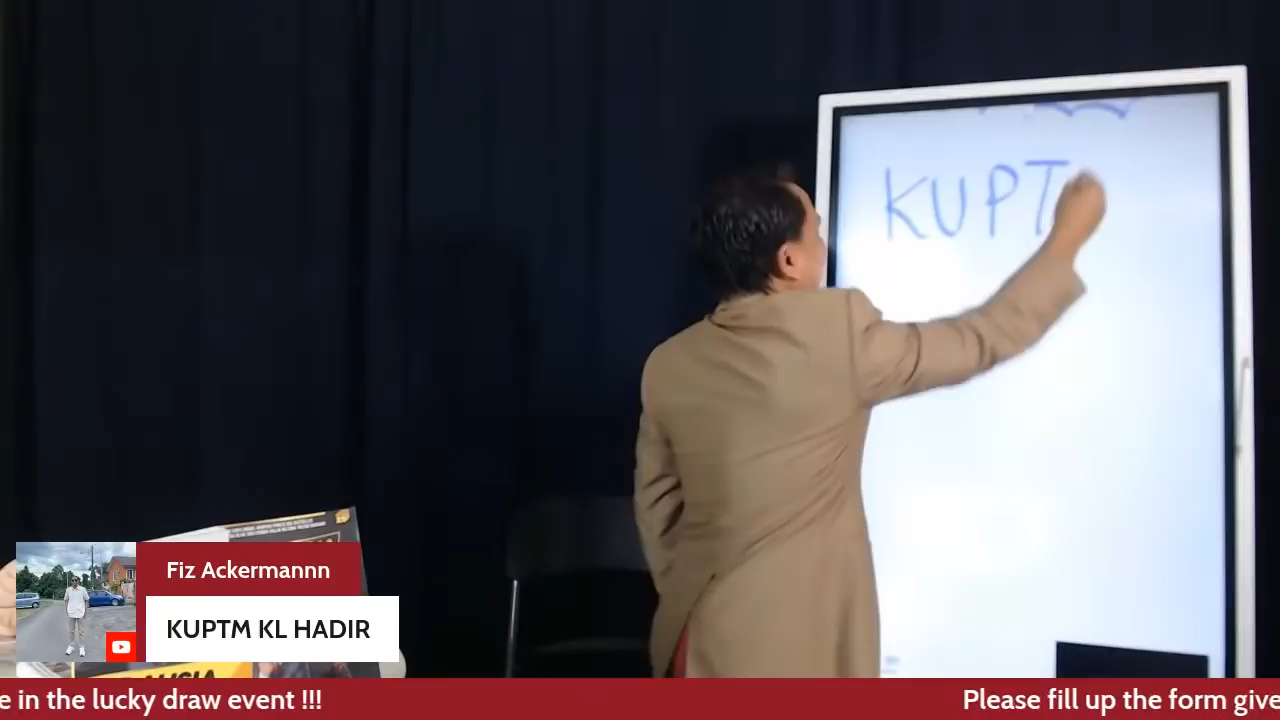 KUPT
Fiz Ackermannn
KUPTM KL HADIR
e in the lucky draw event !!!
Please fill up the form give